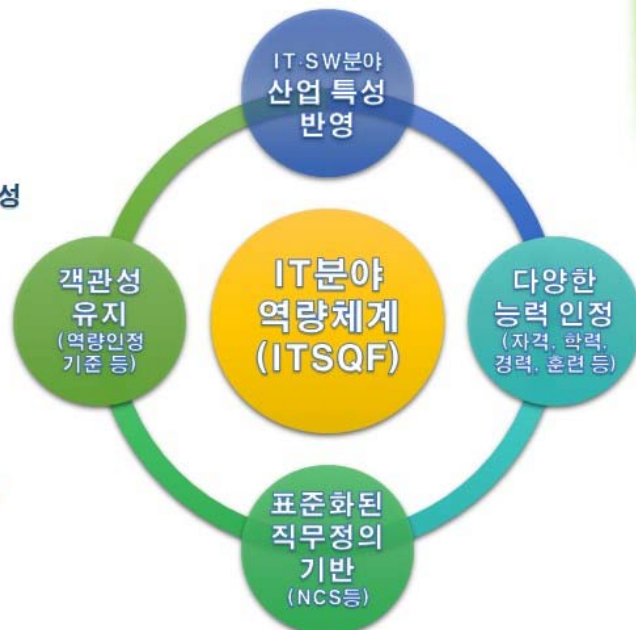 IT·SW분야
산업 특성
반영
성
객관성
유지
(역량인정
기준 등)
IT분야
역량체계
(ITSQF)
다양한
능력 인정
(자격, 학력,
경력, 훈련 등)
표준화된
직무정의
기반
(NCS등)